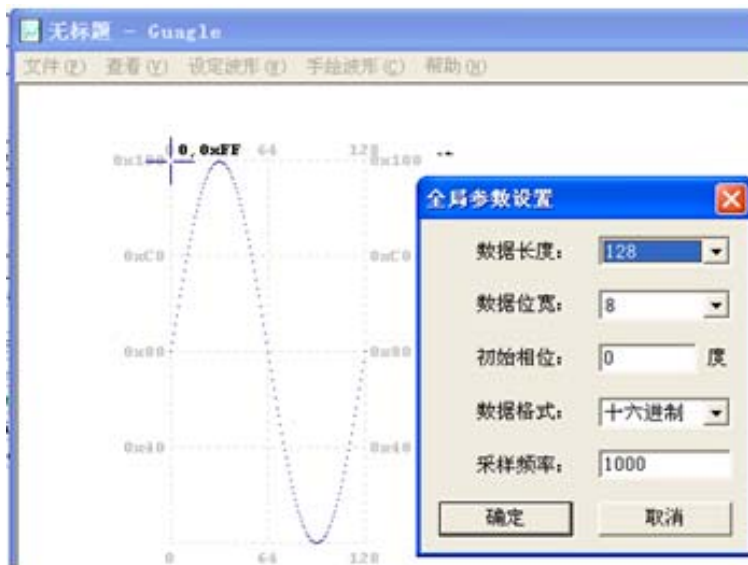 无标题 - Guagle
文件(F) 查看(V) 设定波形(W) 手绘波形(C) 帮助(H)
0 0,0xFF 64 128
0x100 0x100
0xC0 0xC0
0x80 0x80
0x40 0x40
0 64 128
全局参数设置
数据长度: 128
数据位宽: 8
初始相位: 0 度
数据格式: 十六进制
采样频率: 1000
确定 取消